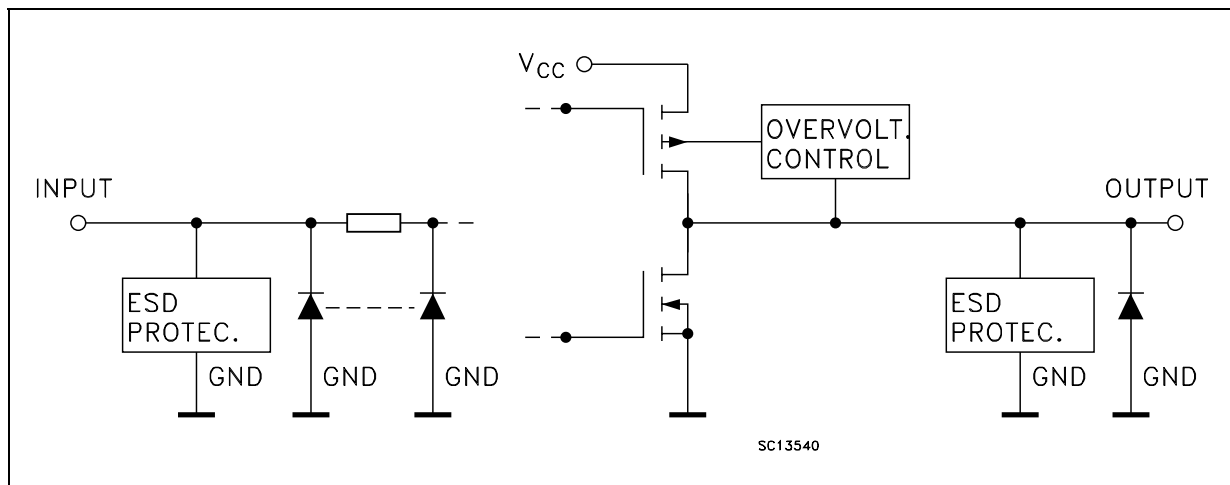 VCC
OVERVOLT.
CONTROL
INPUT
OUTPUT
ESD
PROTEC.
ESD
PROTEC.
GND
GND
GND
GND
GND
SC13540